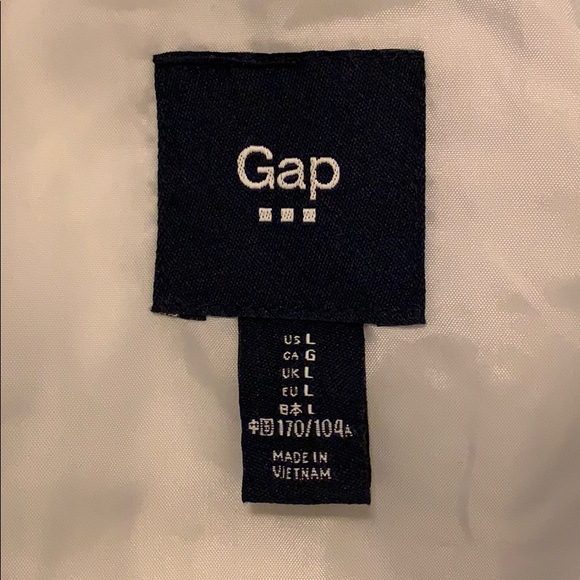 Gap
US L
CA G
UK L
EU L
日本 L
中国 170/104A
MADE IN
VIETNAM